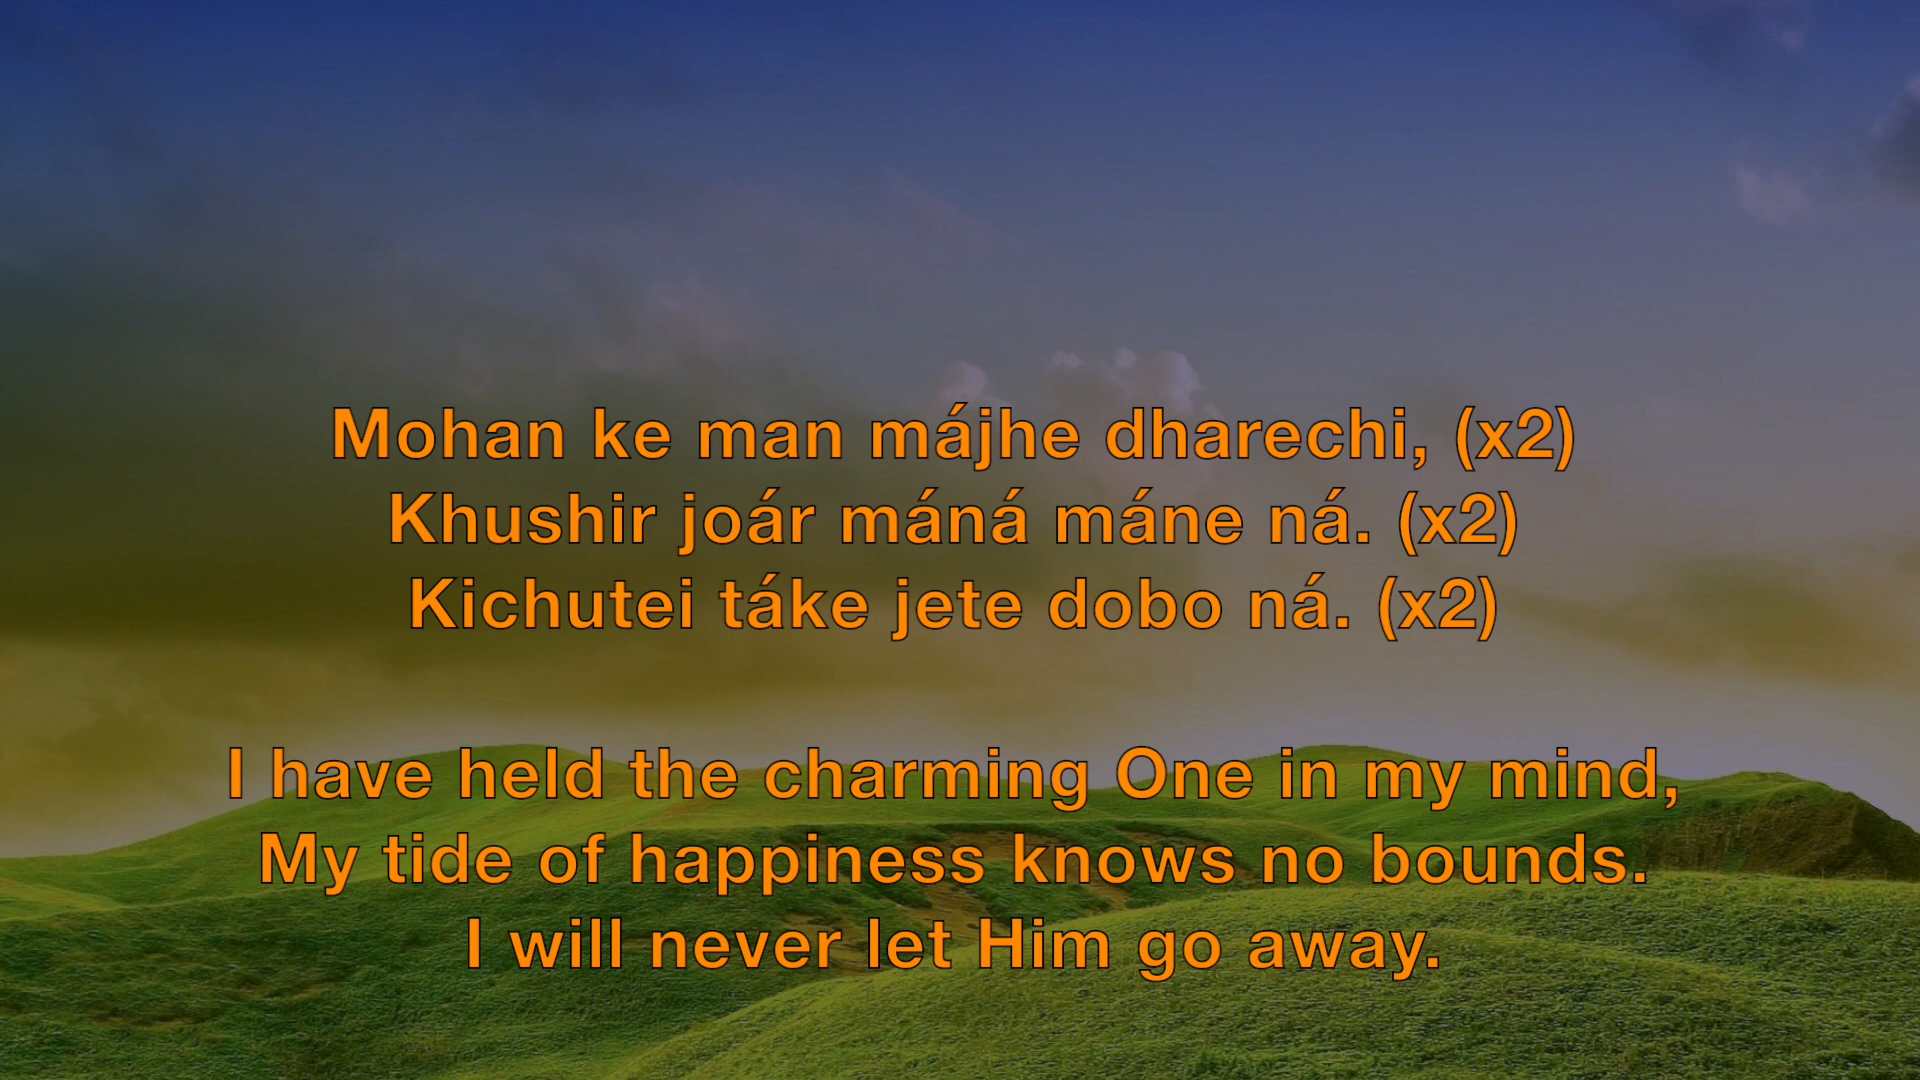 Mohan ke man májhe dharechi, (x2)
Khushir joár máná máne ná. (x2)
Kichutei táke jete dobo ná. (x2)
I have held the charming One in my mind,
My tide of happiness knows no bounds.
I will never let Him go away.